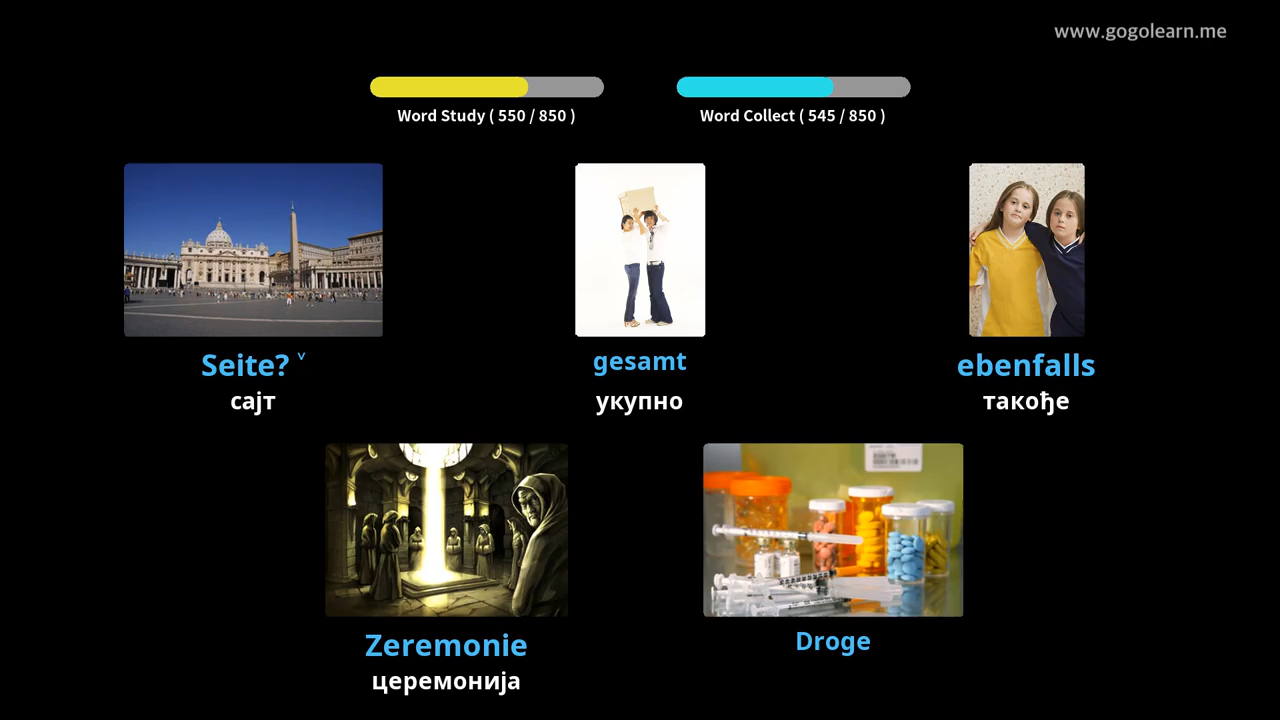 www.gogolearn.me
Word Study ( 550 / 850 )
Word Collect ( 545 / 850 )
Seite? ˅
сајт
gesamt
укупно
ebenfalls
такође
Zeremonie
церемонија
Droge